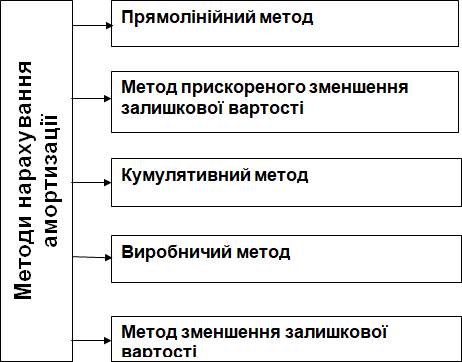 Методи нарахування
амортизації
Прямолінійний метод
Метод прискореного зменшення
залишкової вартості
Кумулятивний метод
Виробничий метод
Метод зменшення залишкової
вартості